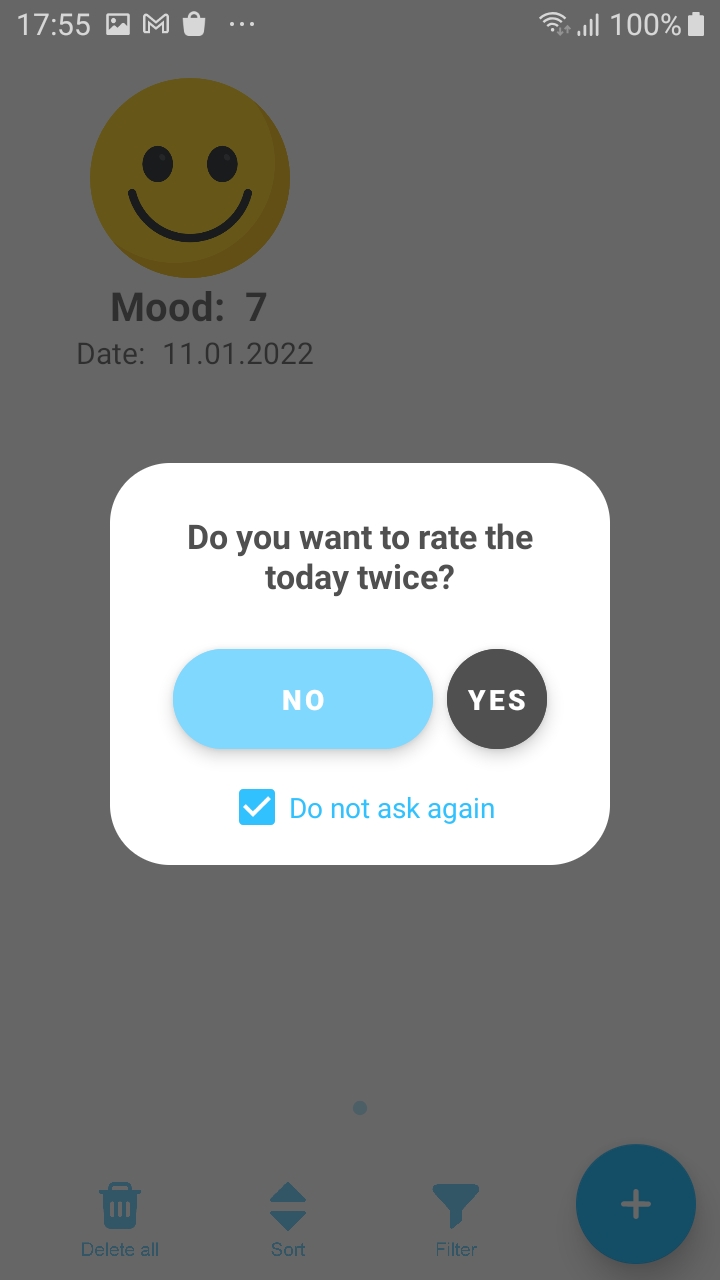 17:55 100%
Mood: 7
Date: 11.01.2022
Do you want to rate the
today twice?
NO YES
Do not ask again
Delete all Sort Filter